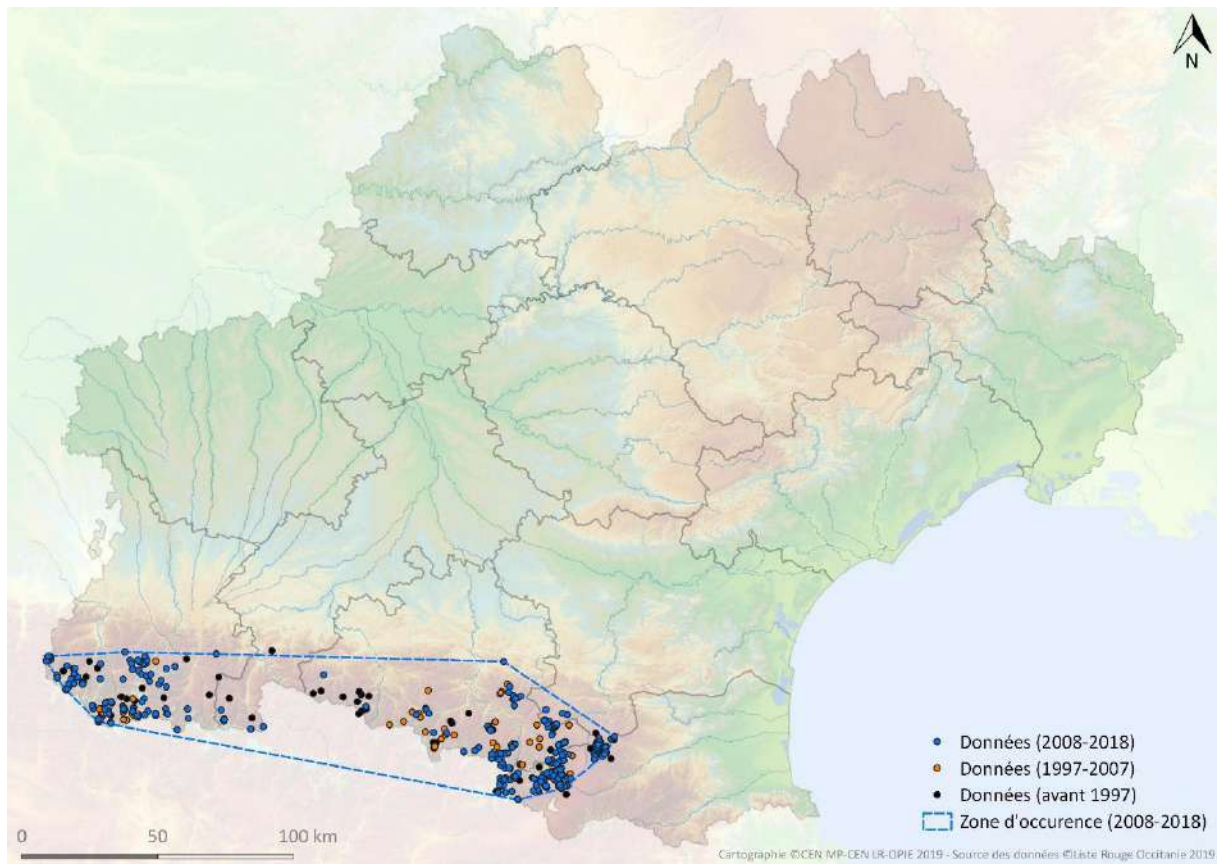 N
Données (2008-2018)
Données (1997-2007)
Données (avant 1997)
Zone d'occurence (2008-2018)
0 50 100 km
Cartographie ©CEN MP-CEN LR-OPIE 2019 - Source des données ©Liste Rouge Occitanie 2019